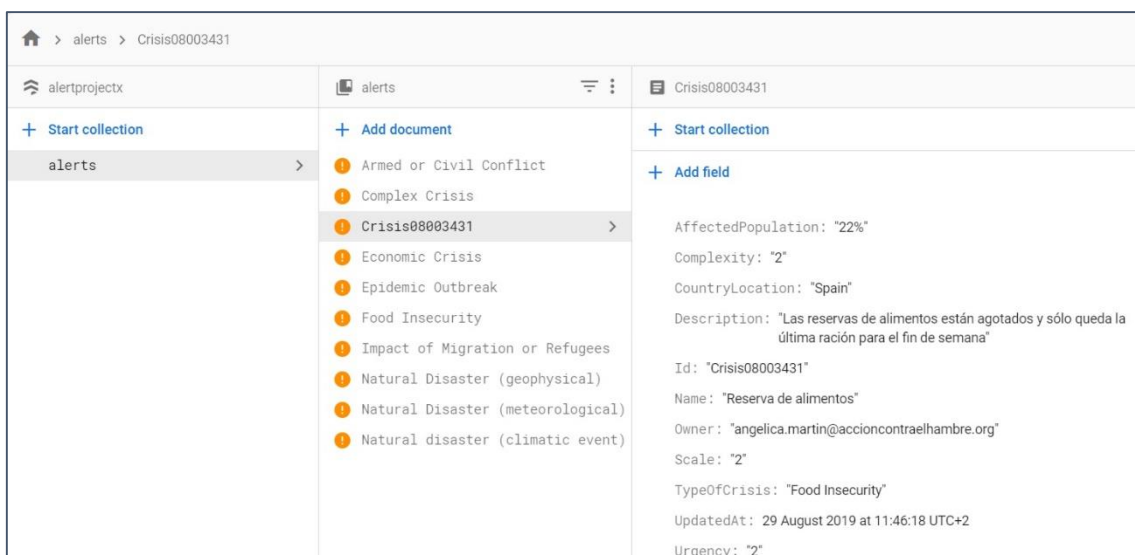 alerts > Crisis08003431
alertprojectx
+ Start collection
alerts >
alerts
+ Add document
Armed or Civil Conflict
Complex Crisis
Crisis08003431 >
Economic Crisis
Epidemic Outbreak
Food Insecurity
Impact of Migration or Refugees
Natural Disaster (geophysical)
Natural Disaster (meteorological)
Natural disaster (climatic event)
Crisis08003431
+ Start collection
+ Add field
AffectedPopulation: "22%"
Complexity: "2"
CountryLocation: "Spain"
Description: "Las reservas de alimentos están agotados y sólo queda la
última ración para el fin de semana"
Id: "Crisis08003431"
Name: "Reserva de alimentos"
Owner: "angelica.martin@accioncontraelhambre.org"
Scale: "2"
TypeOfCrisis: "Food Insecurity"
UpdatedAt: 29 August 2019 at 11:46:18 UTC+2
Urgency: "2"